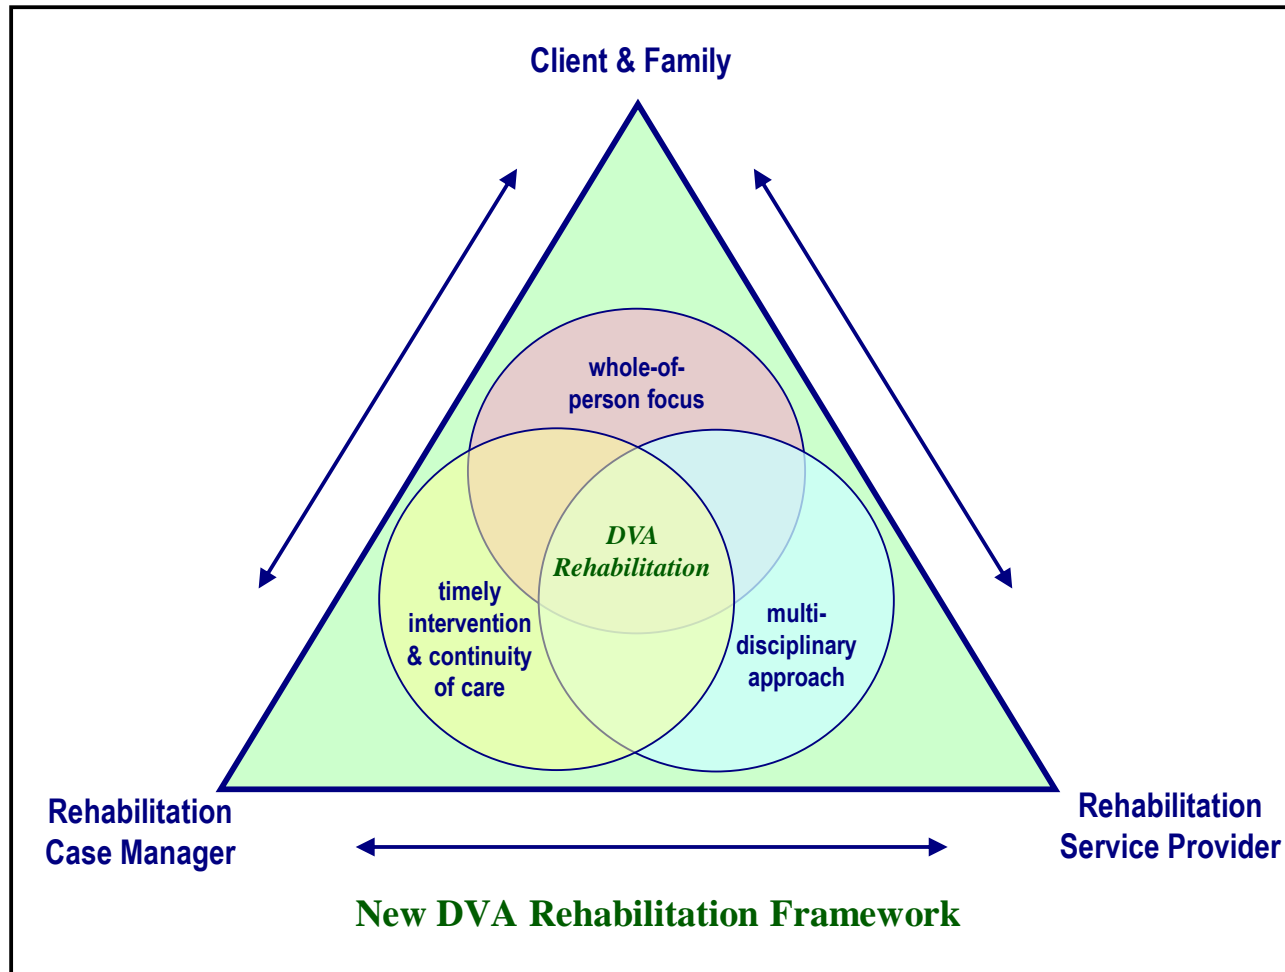 Client & Family
whole-of-
person focus
DVA
Rehabilitation
timely
intervention
& continuity
of care
multi-
disciplinary
approach
Rehabilitation
Case Manager
Rehabilitation
Service Provider
New DVA Rehabilitation Framework